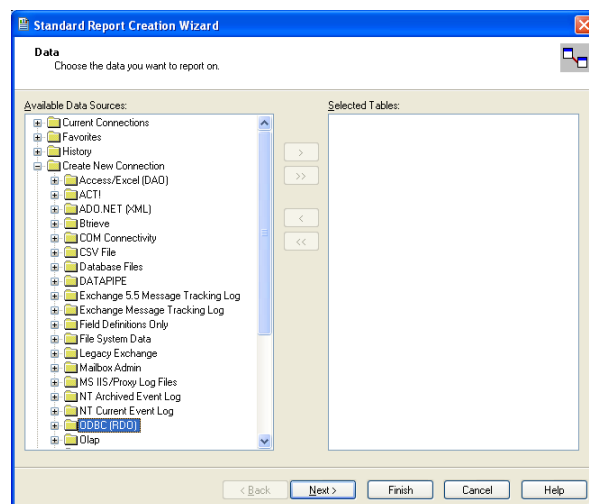 Standard Report Creation Wizard
Data
Choose the data you want to report on.
Available Data Sources:
Selected Tables:
Current Connections
Favorites
History
Create New Connection
Access/Excel (DAO)
ACT!
ADO.NET (XML)
Btrieve
COM Connectivity
CSV File
Database Files
DATAPIPE
Exchange 5.5 Message Tracking Log
Exchange Message Tracking Log
Field Definitions Only
File System Data
Legacy Exchange
Mailbox Admin
MS IIS/Proxy Log Files
NT Archived Event Log
NT Current Event Log
ODBC (RDO)
Olap
>
>>
<
<<
< Back
Next >
Finish
Cancel
Help